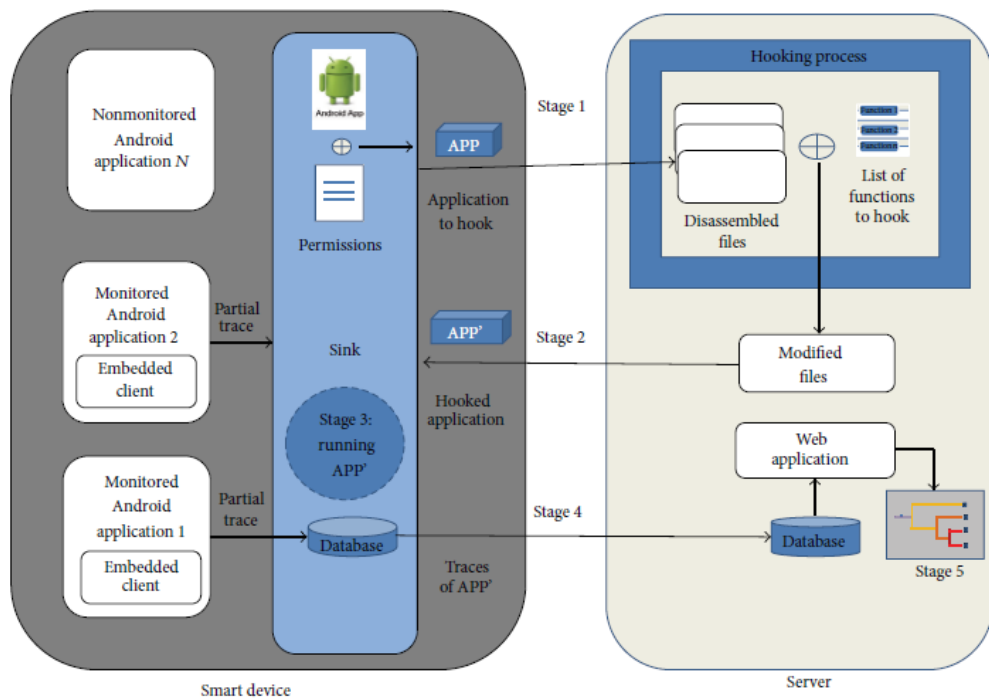 Nonmonitored
Android
application N
Monitored
Android
application 2
Embedded
client
Partial
trace
Monitored
Android
application 1
Embedded
client
Partial
trace
Android App
Permissions
Sink
Stage 3:
running
APP'
Database
APP
Application
to hook
APP'
Hooked
application
Traces
of APP'
Smart device
Stage 1
Stage 2
Stage 4
Hooking process
Disassembled
files
Function 1
Function 2
Function n
List of
functions
to hook
Modified
files
Web
application
Database
Stage 5
Server